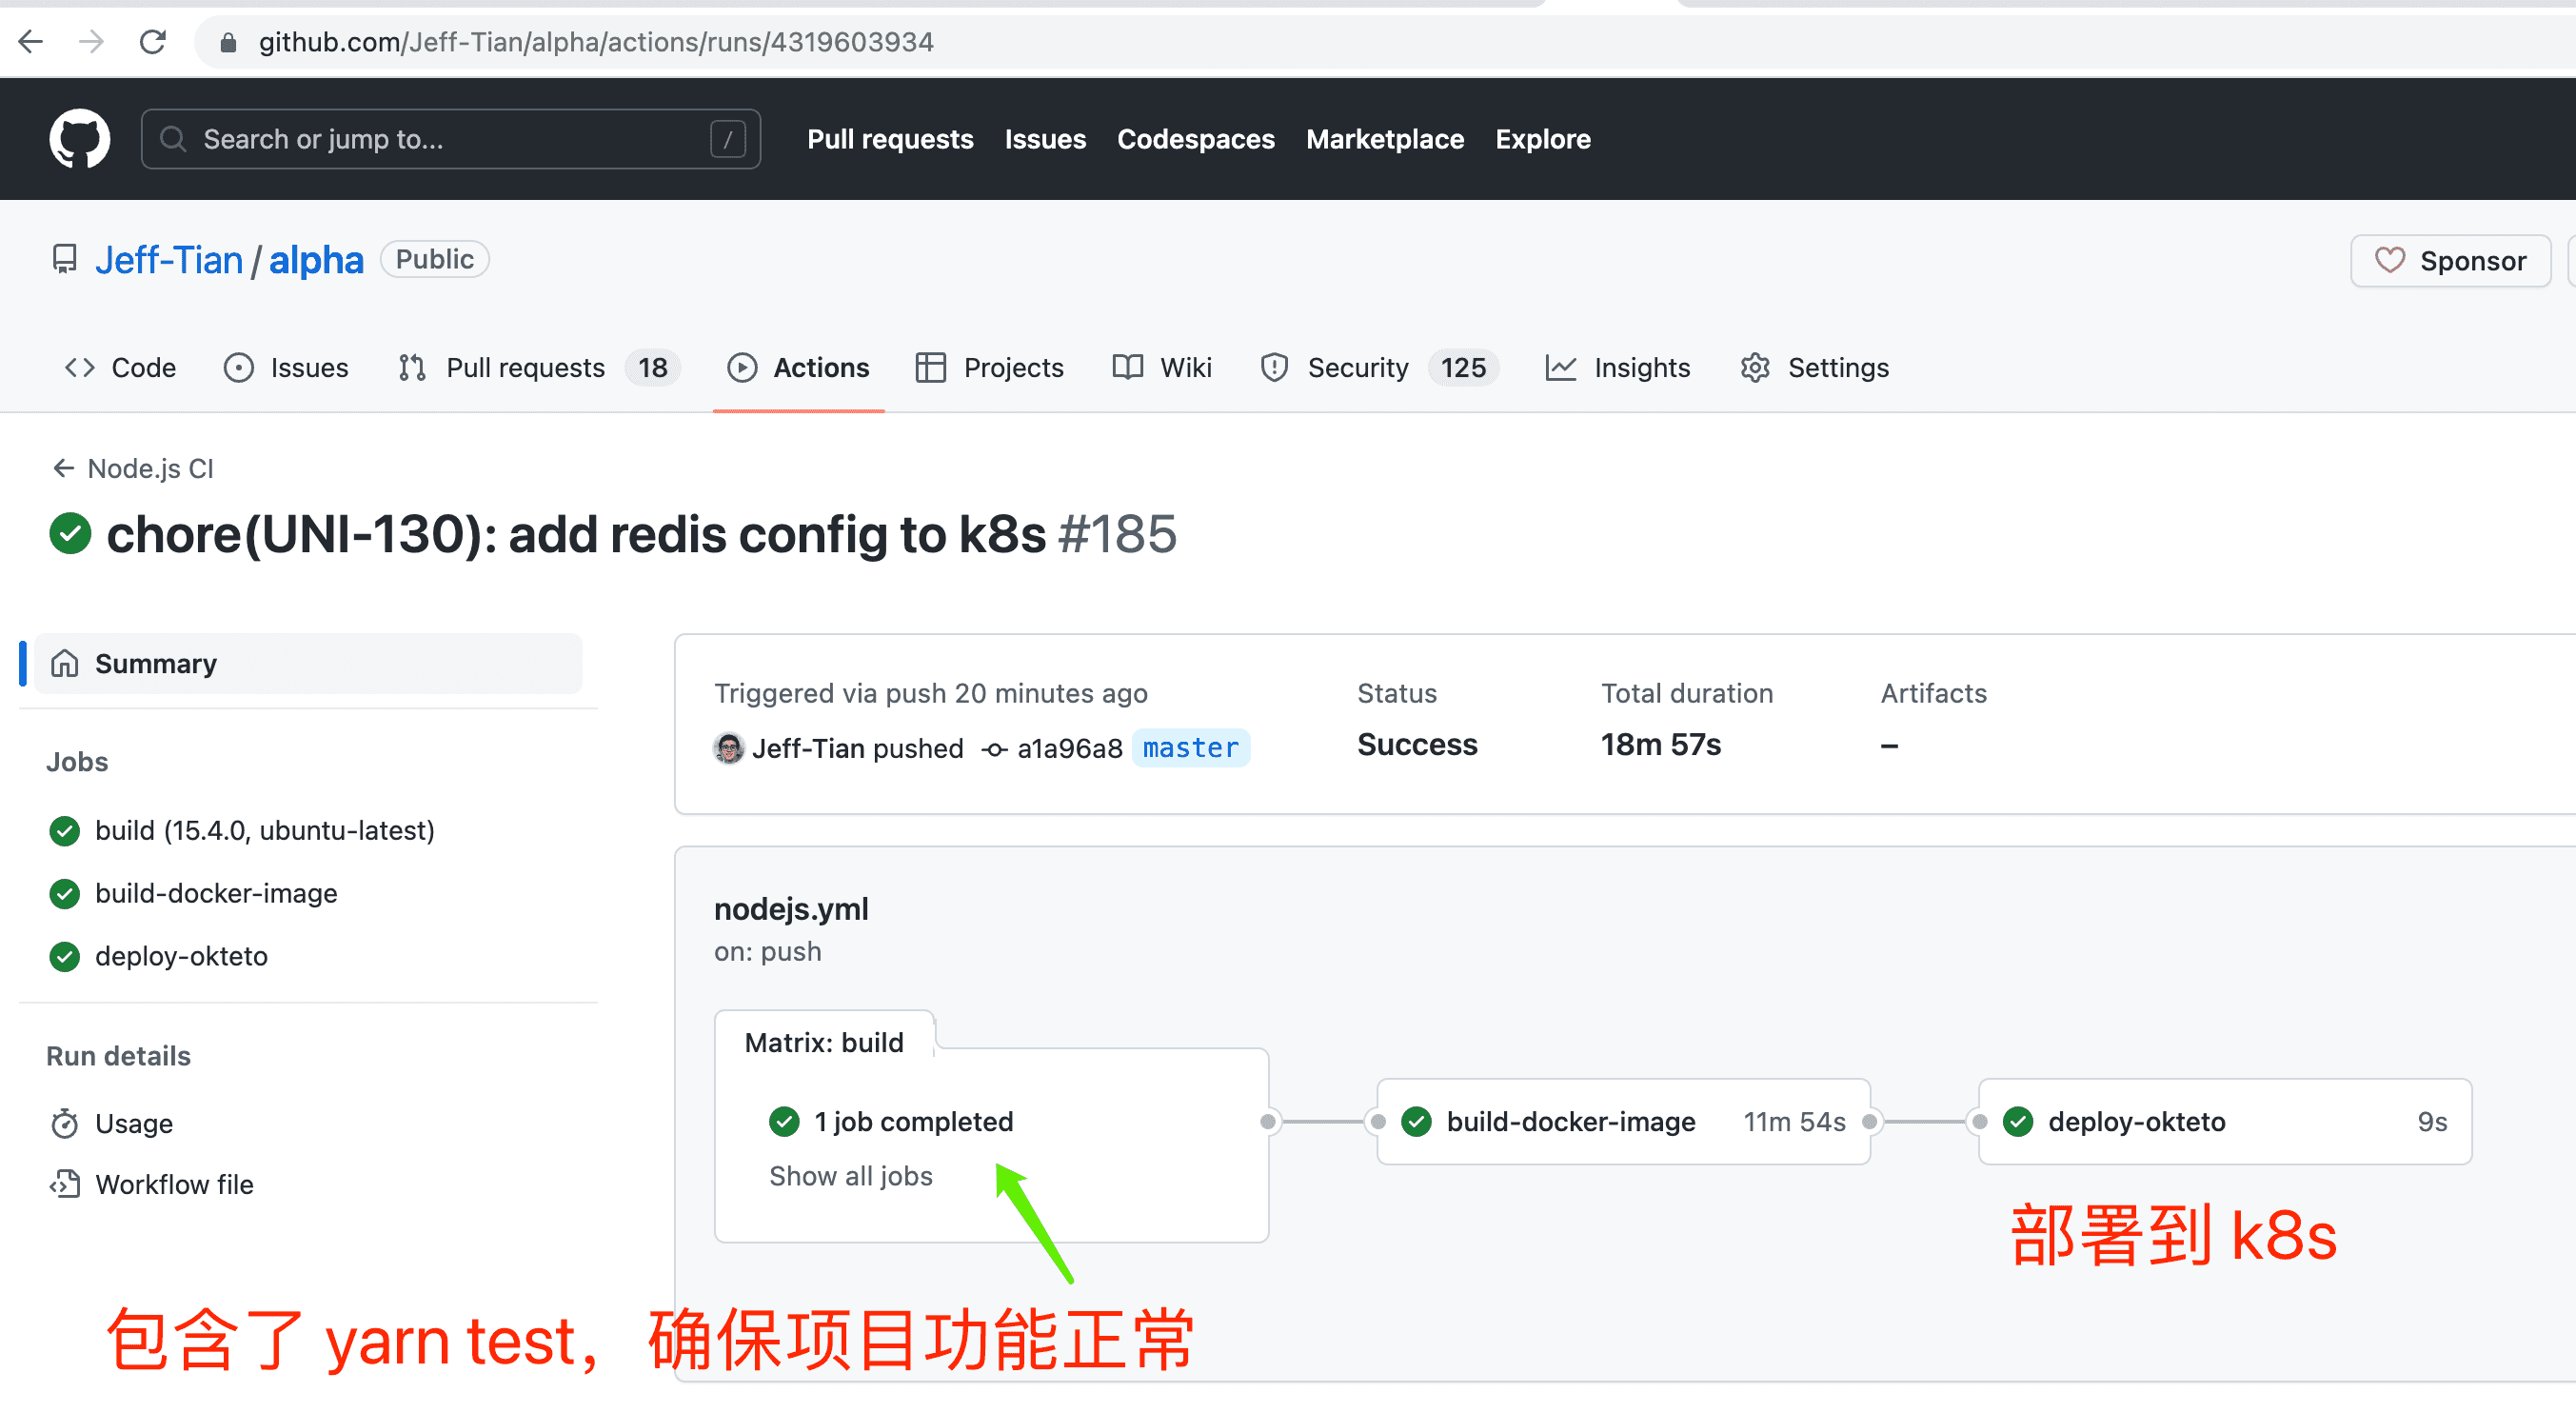 github.com/Jeff-Tian/alpha/actions/runs/4319603934
Search or jump to... /
Pull requests Issues Codespaces Marketplace Explore
Jeff-Tian / alpha Public
Sponsor
Code Issues Pull requests 18 Actions Projects Wiki Security 125 Insights Settings
← Node.js CI
chore(UNI-130): add redis config to k8s #185
Summary
Jobs
build (15.4.0, ubuntu-latest)
build-docker-image
deploy-okteto
Run details
Usage
Workflow file
Triggered via push 20 minutes ago
Jeff-Tian pushed a1a96a8 master
Status
Success
Total duration
18m 57s
Artifacts
–
nodejs.yml
on: push
Matrix: build
1 job completed
Show all jobs
build-docker-image 11m 54s
deploy-okteto 9s
部署到 k8s
包含了 yarn test，确保项目功能正常